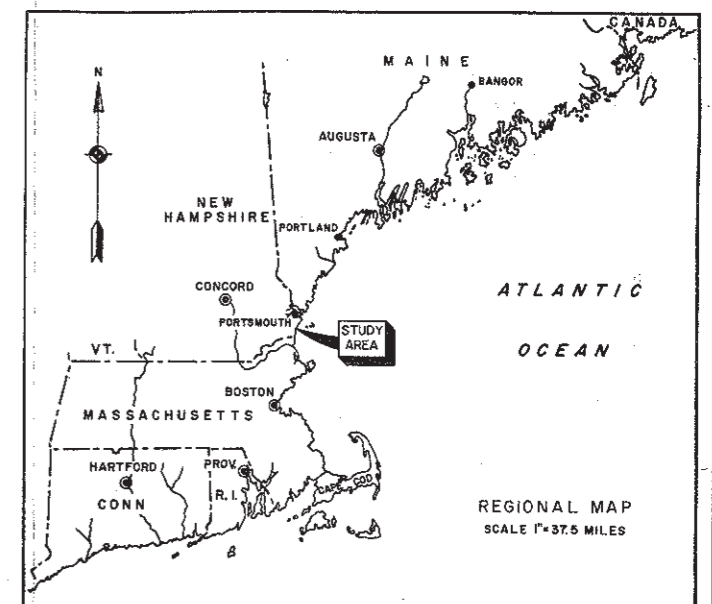 CANADA
MAINE
N
BANGOR
AUGUSTA
NEW
HAMPSHIRE
PORTLAND
CONCORD
ATLANTIC
PORTSMOUTH
STUDY
AREA
OCEAN
VT.
BOSTON
MASSACHUSETTS
HARTFORD
PROV.
CAPE COD
R.I.
CONN
REGIONAL MAP
SCALE 1"=37.5 MILES